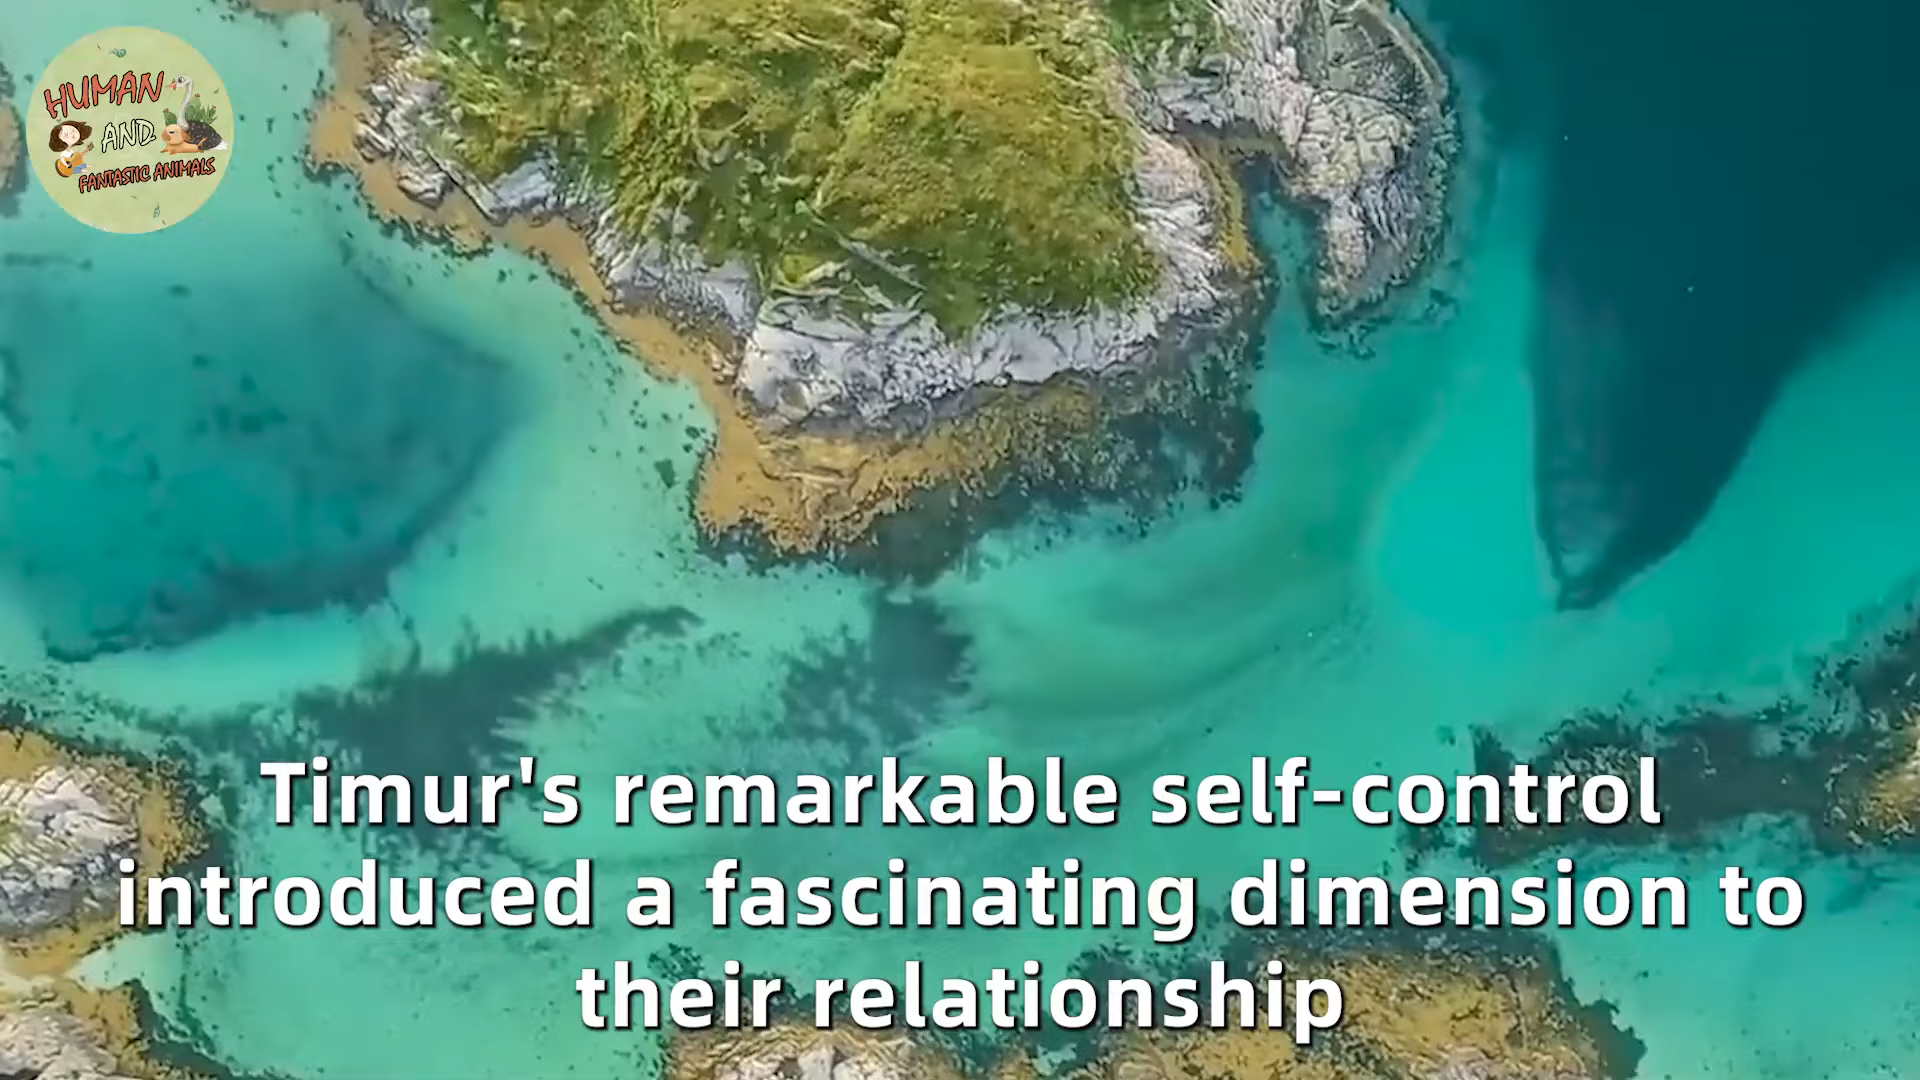 HUMAN
AND
FANTASTIC ANIMALS
Timur's remarkable self-control
introduced a fascinating dimension to
their relationship